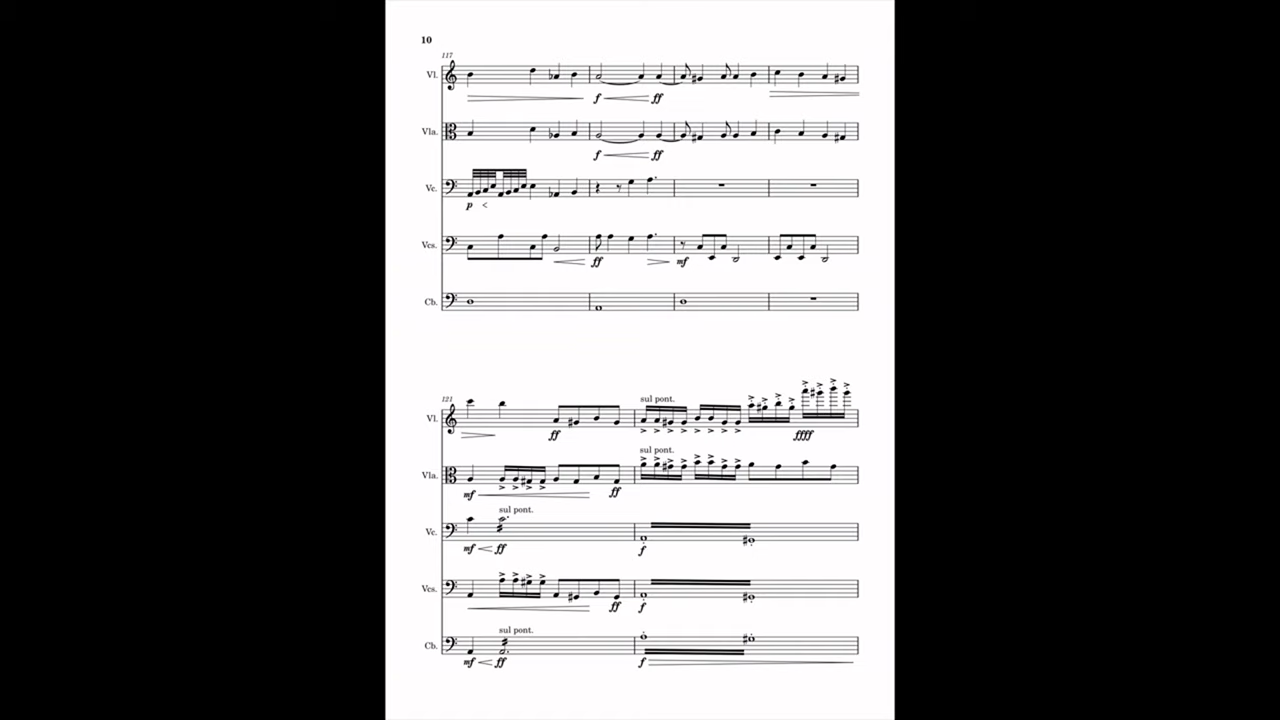 10
117
Vl.
f ff
Vla.
f ff
Vc.
p
Vcs.
ff mf
Cb.
121
sul pont.
Vl.
ff ffff
sul pont.
Vla.
mf ff
sul pont.
Vc.
mf ff f
Vcs.
ff f
sul pont.
Cb.
mf ff f